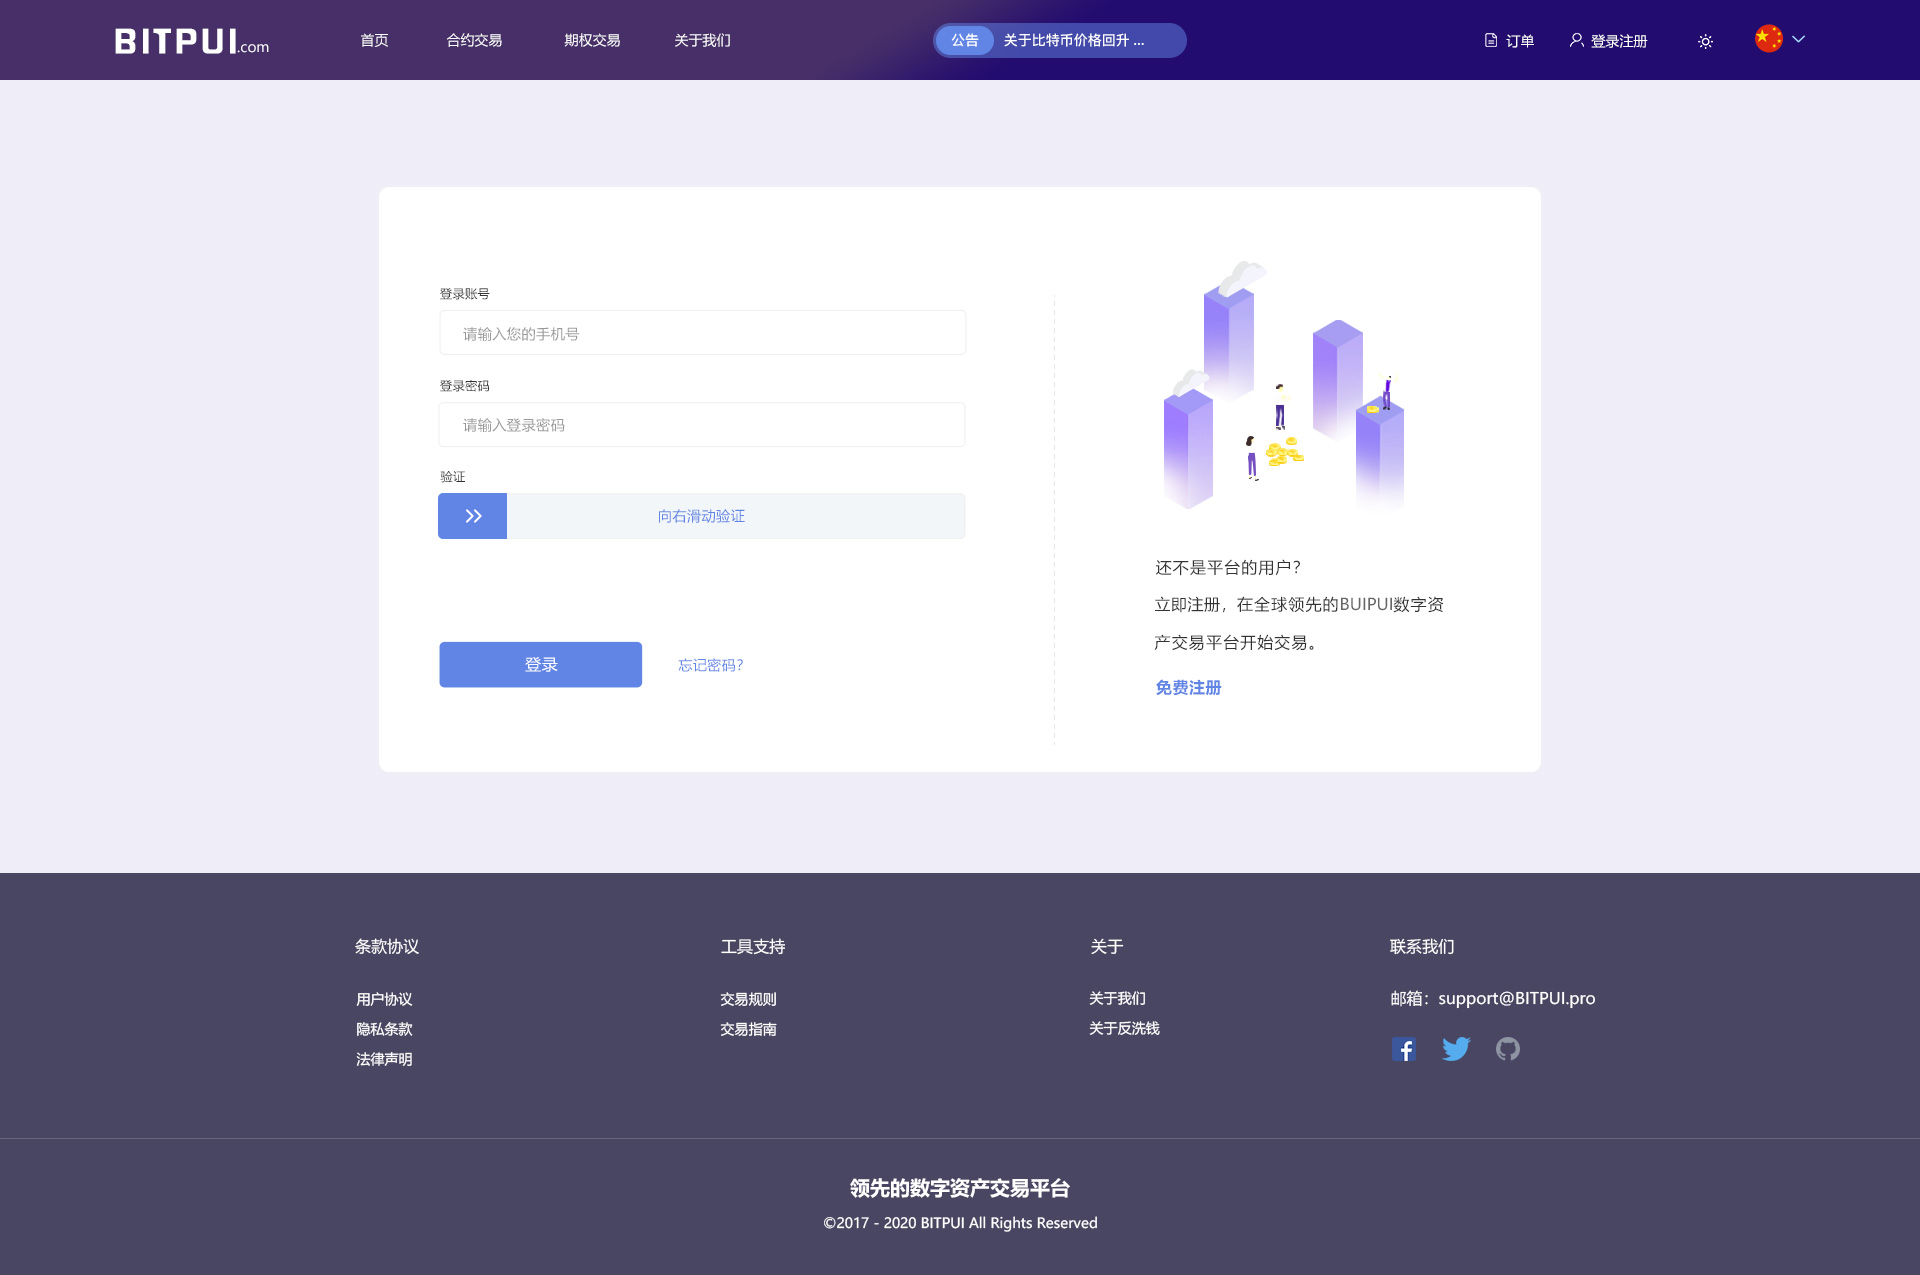 BITPUI.com
首页
合约交易
期权交易
关于我们
公告
关于比特币价格回升 ...
订单
登录注册
登录账号
请输入您的手机号
登录密码
请输入登录密码
验证
向右滑动验证
登录
忘记密码？
还不是平台的用户？
立即注册，在全球领先的BUIPUI数字资
产交易平台开始交易。
免费注册
条款协议
用户协议
隐私条款
法律声明
工具支持
交易规则
交易指南
关于
关于我们
关于反洗钱
联系我们
邮箱：support@BITPUI.pro
领先的数字资产交易平台
©2017 - 2020 BITPUI All Rights Reserved